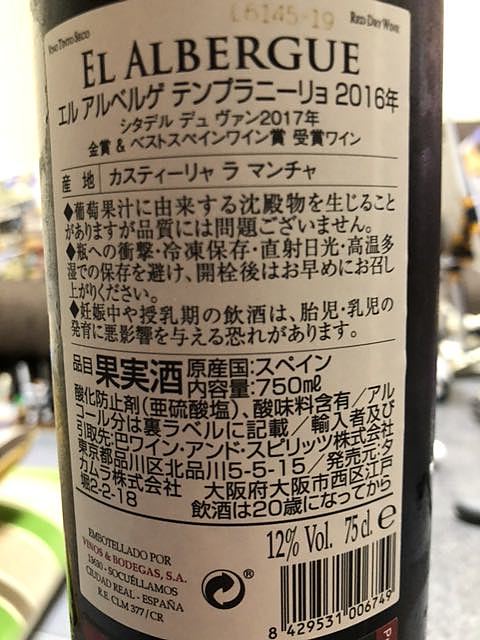 L6145-19
VINO TINTO SECO
RED DRY WINE
EL ALBERGUE
エル アルベルゲ テンプラニーリョ 2016年
シタデル デュ ヴァン2017年
金賞 & ベストスペインワイン賞 受賞ワイン
産 地 カスティーリャ ラ マンチャ
◆葡萄果汁に由来する沈殿物を生じること
がありますが品質には問題ございません。
◆瓶への衝撃・冷凍保存・直射日光・高温多
湿での保存を避け、開栓後はお早めにお召し
上がりください。
◆妊娠中や授乳期の飲酒は、胎児・乳児の
発育に悪影響を与える恐れがあります。
品目 果実酒 原産国:スペイン
内容量:750㎖
酸化防止剤(亜硫酸塩)、酸味料含有/アル
コール分は裏ラベルに記載/輸入者及び
引取先:巴ワイン・アンド・スピリッツ株式会社
東京都品川区北品川5-5-15/発売元:タ
カムラ株式会社 大阪府大阪市西区江戸
堀2-2-18 飲酒は20歳になってから
EMBOTELLADO POR
VINOS & BODEGAS, S.A.
13630 - SOCUÉLLAMOS
CIUDAD REAL - ESPAÑA
R.E. CLM 377/CR
®
12% Vol. 75 cl. e
8 429531 006749